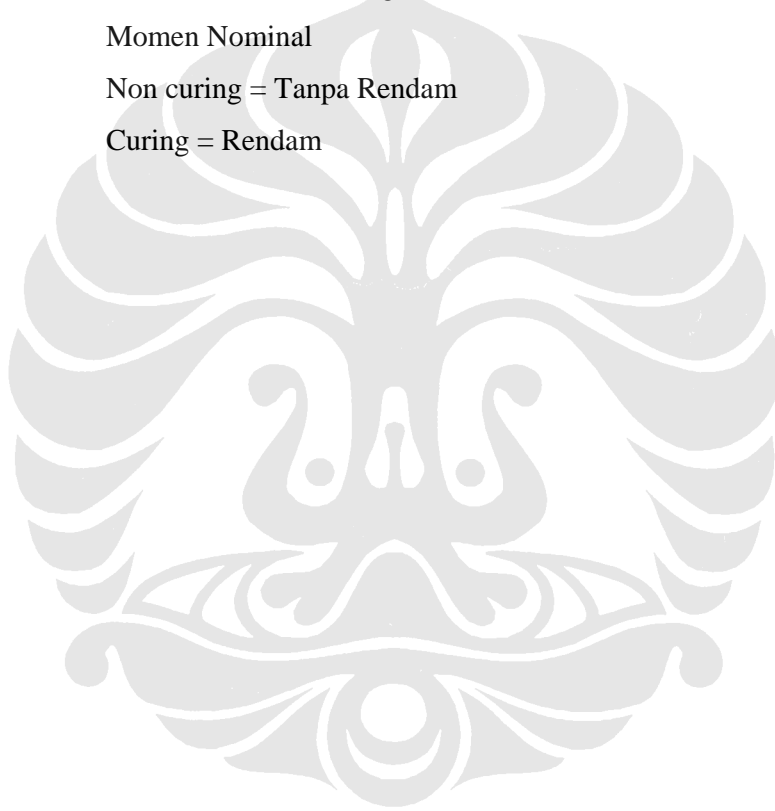 Momen Nominal
Non curing = Tanpa Rendam
Curing = Rendam